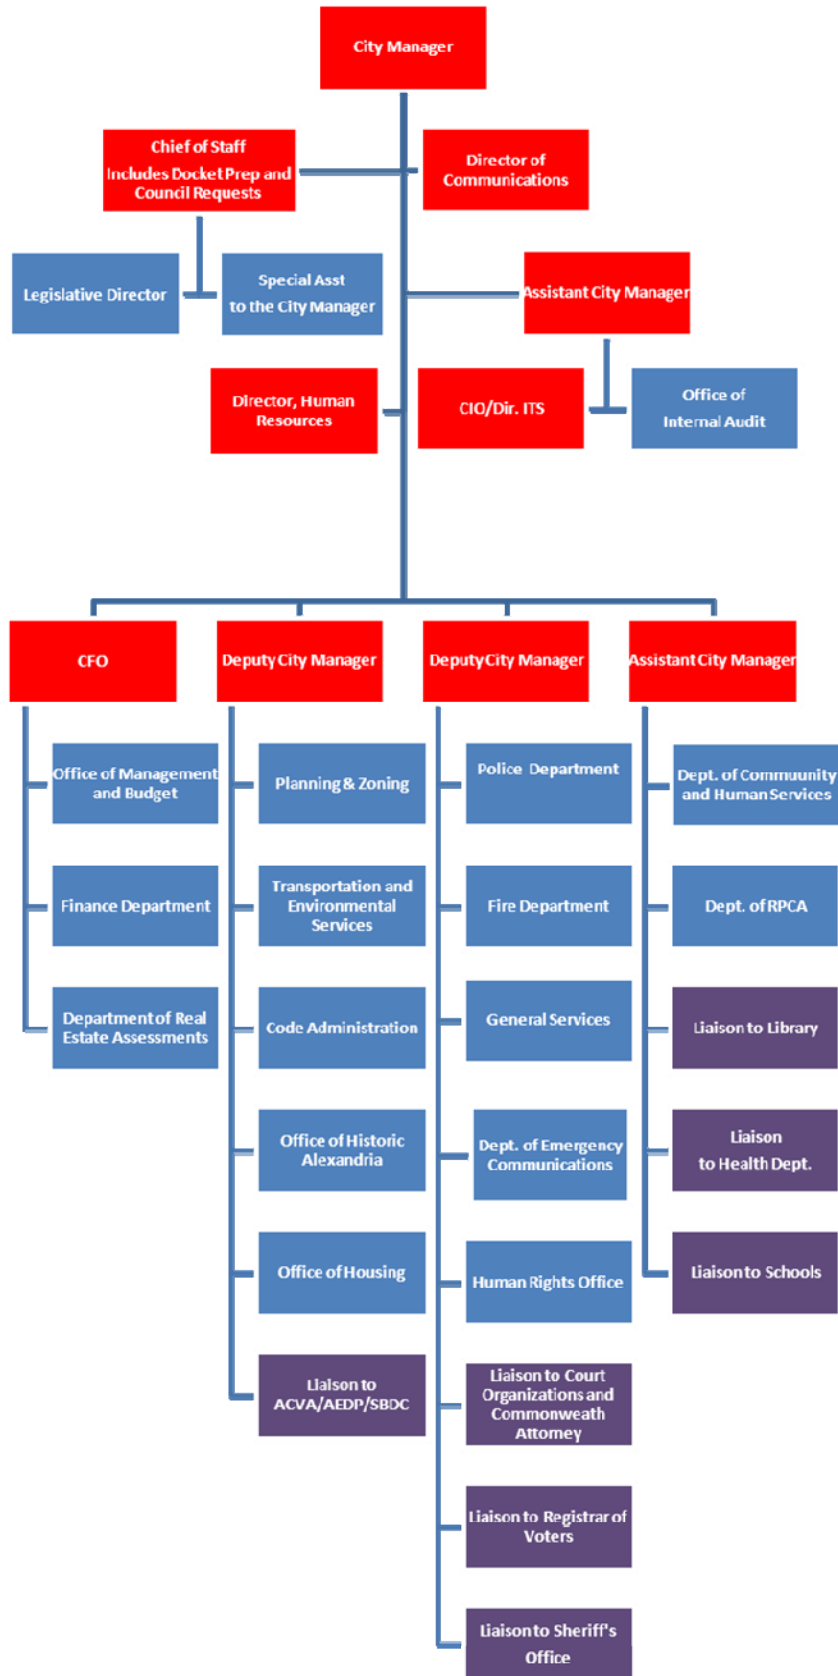 City Manager
Chief of Staff
Includes Docket Prep and
Council Requests
Director of
Communications
Legislative Director
Special Asst
to the City Manager
Assistant City Manager
Director, Human
Resources
CIO/Dir. ITS
Office of
Internal Audit
CFO
Deputy City Manager
Deputy City Manager
Assistant City Manager
Office of Management
and Budget
Finance Department
Department of Real
Estate Assessments
Planning & Zoning
Transportation and
Environmental
Services
Code Administration
Office of Historic
Alexandria
Office of Housing
Liaison to
ACVA/AEDP/SBDC
Police Department
Fire Department
General Services
Dept. of Emergency
Communications
Human Rights Office
Liaison to Court
Organizations and
Commonweath
Attorney
Liaison to Registrar of
Voters
Liaison to Sheriff's
Office
Dept. of Commuunity
and Human Services
Dept. of RPCA
Liaison to Library
Liaison
to Health Dept.
Liaison to Schools